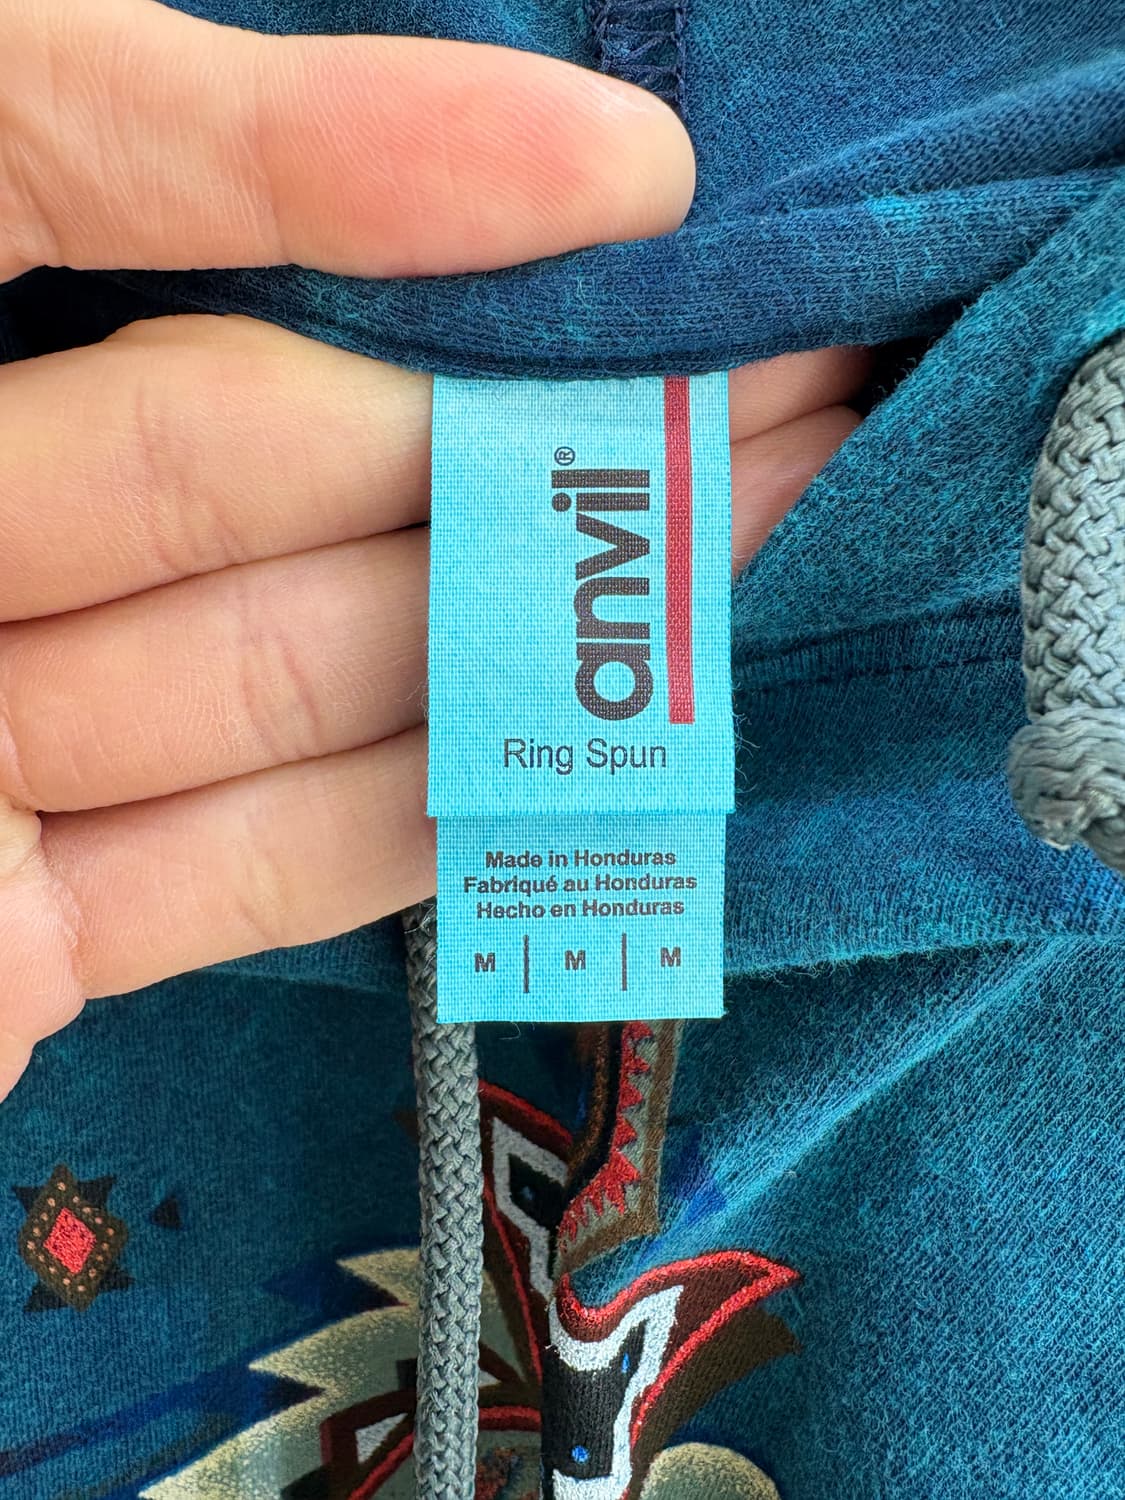 anvil®
Ring Spun
Made in Honduras
Fabriqué au Honduras
Hecho en Honduras
M | M | M